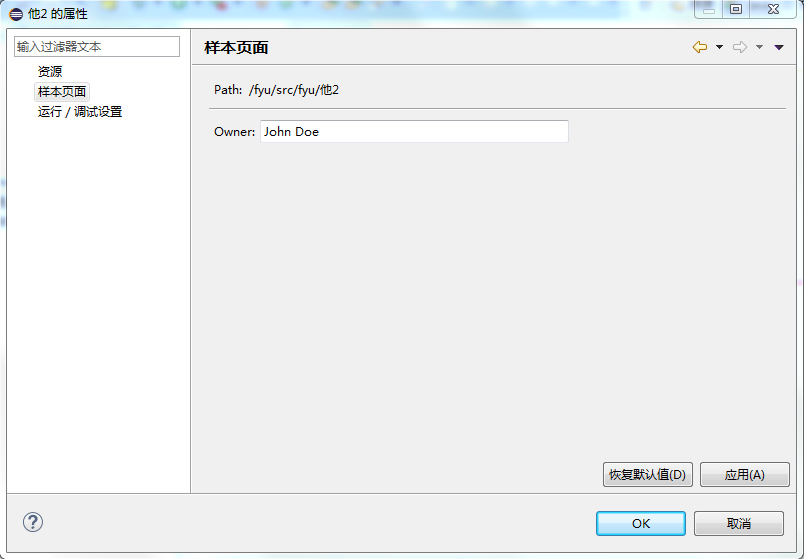 他2 的属性
输入过滤器文本
资源
样本页面
运行 / 调试设置
样本页面
Path: /fyu/src/fyu/他2
Owner: John Doe
恢复默认值(D) 应用(A)
? OK 取消